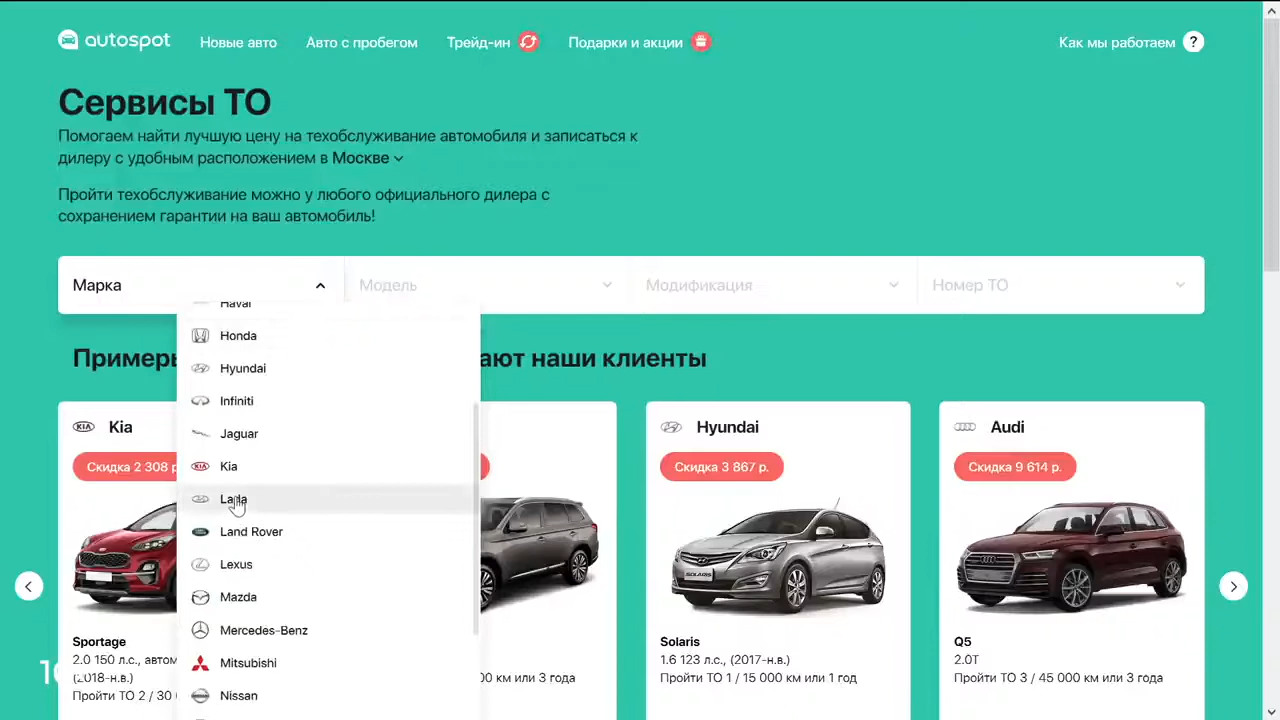 autospot
Новые авто
Авто с пробегом
Трейд-ин
Подарки и акции
Как мы работаем ?
Сервисы ТО
Помогаем найти лучшую цену на техобслуживание автомобиля и записаться к
дилеру с удобным расположением в Москве
Пройти техобслуживание можно у любого официального дилера с
сохранением гарантии на ваш автомобиль!
Марка
Модель
Модификация
Номер ТО
Haval
Honda
Hyundai
Infiniti
Jaguar
Kia
Lada
Land Rover
Lexus
Mazda
Mercedes-Benz
Mitsubishi
Nissan
наши клиенты
KIA Kia
Скидка 2 308
Sportage
2.0 150 л.с.,
(2018-н.в.)
Пройти ТО 2 / 30
км или 3 года
Hyundai
Скидка 3 867 р.
SOLARIS
Solaris
1.6 123 л.с., (2017-н.в.)
Пройти ТО 1 / 15 000 км или 1 год
Audi
Скидка 9 614 р.
Q5
2.0T
Пройти ТО 3 / 45 000 км или 3 года